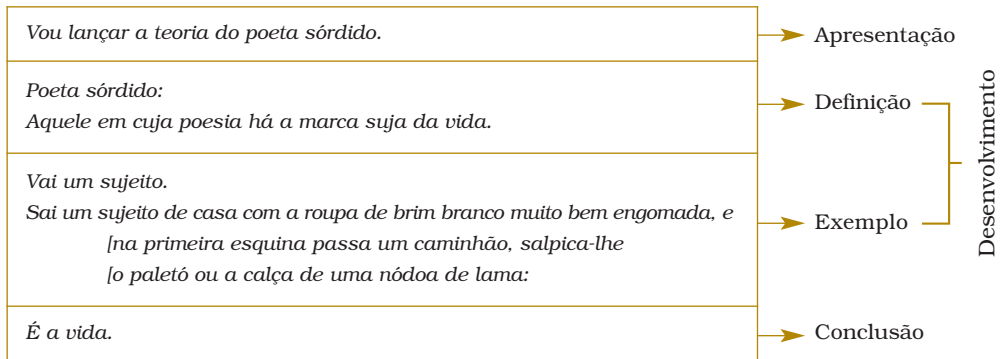 Vou lançar a teoria do poeta sórdido.
Apresentação
Poeta sórdido:
Aquele em cuja poesia há a marca suja da vida.
Definição
Vai um sujeito.
Sai um sujeito de casa com a roupa de brim branco muito bem engomada, e
[na primeira esquina passa um caminhão, salpica-lhe
[o paletó ou a calça de uma nódoa de lama:
Exemplo
Desenvolvimento
É a vida.
Conclusão